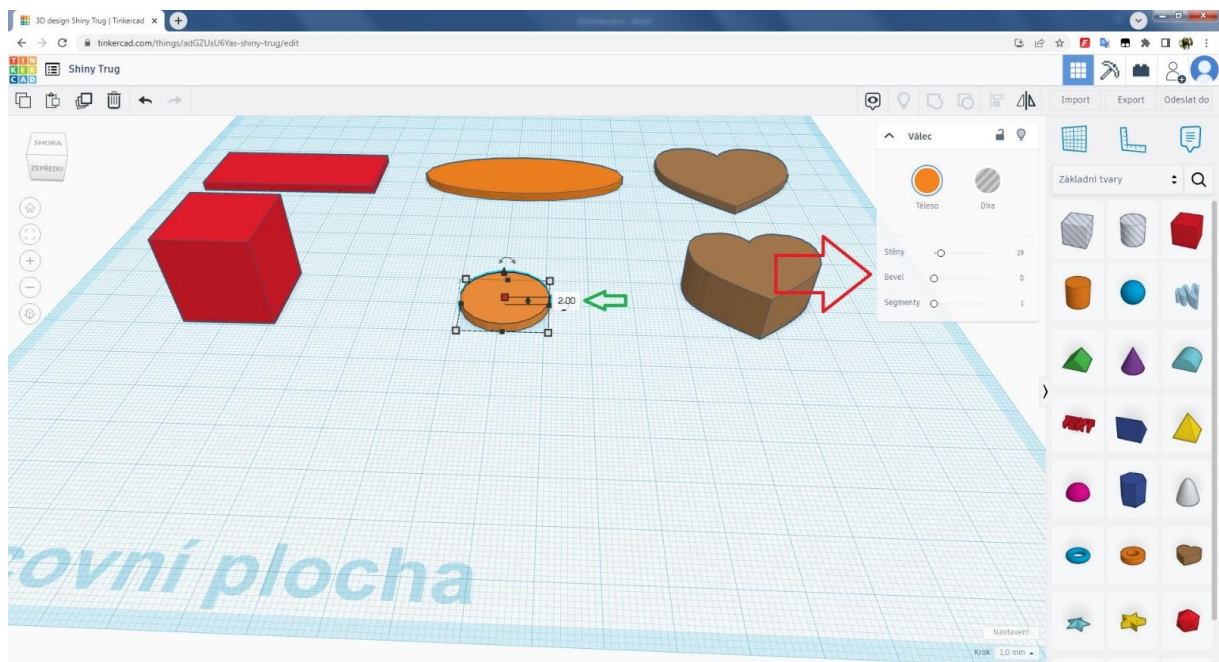 3D design Shiny Trug | Tinkercad
tinkercad.com/things/adGZUsU6Yas-shiny-trug/edit
TIN
KER
CAD
Shiny Trug
Import
Export
Odeslat do
SHORA
ZEPŘEDU
Válec
Těleso
Díra
Základní tvary
Stěny 19
Bevel 0
Segmenty 1
2.00
covní plocha
Nastavení
Krok 1,0 mm